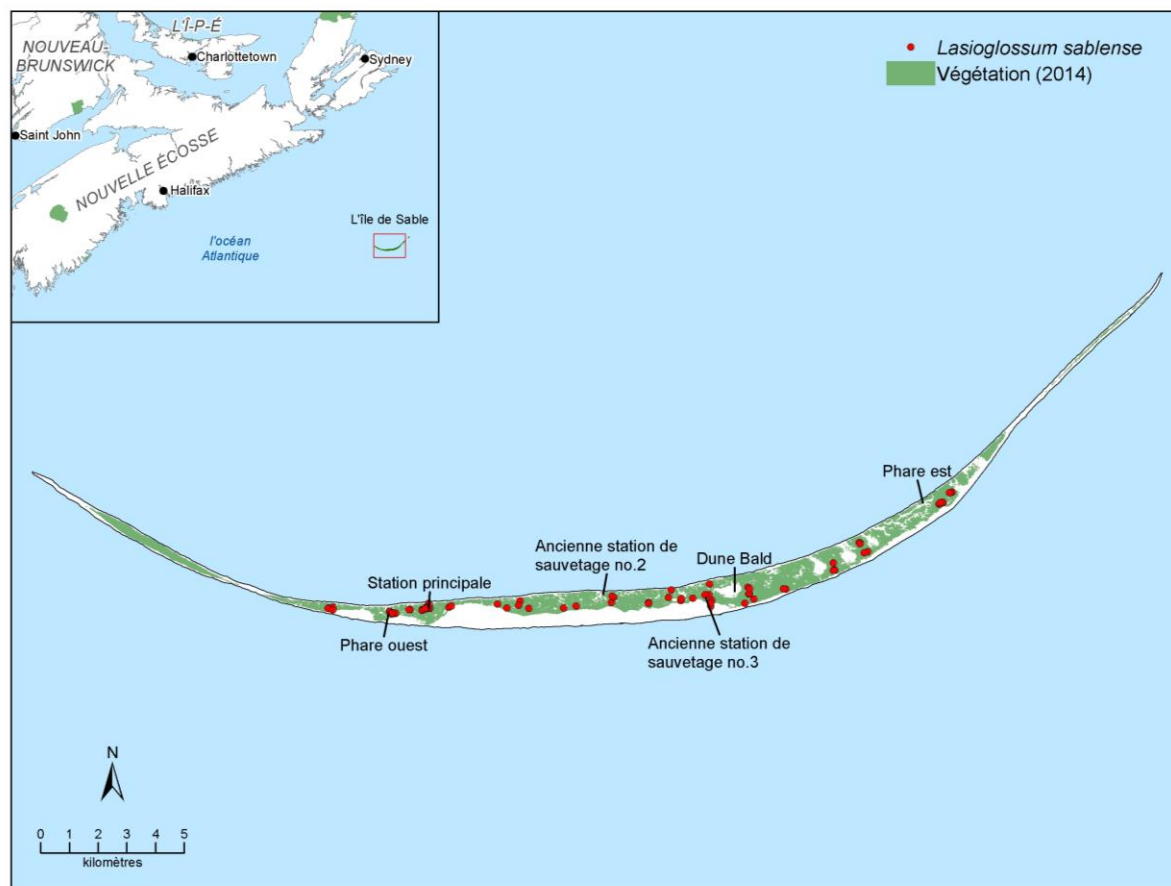 L'Î-P-É
NOUVEAU-
BRUNSWICK
Charlottetown
Sydney
Saint John
NOUVELLE ÉCOSSE
Halifax
L'île de Sable
l'océan
Atlantique
Lasioglossum sablense
Végétation (2014)
Phare est
Ancienne station de
sauvetage no.2
Dune Bald
Station principale
Phare ouest
Ancienne station de
sauvetage no.3
N
0 1 2 3 4 5
kilomètres